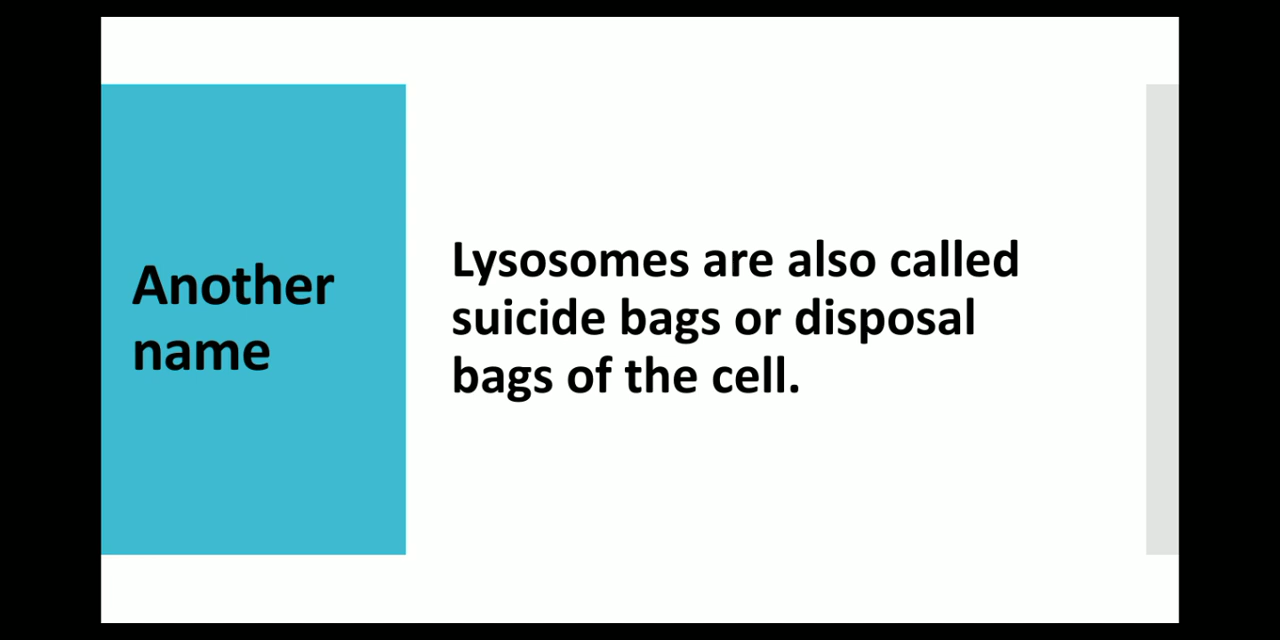 Another
name
Lysosomes are also called
suicide bags or disposal
bags of the cell.